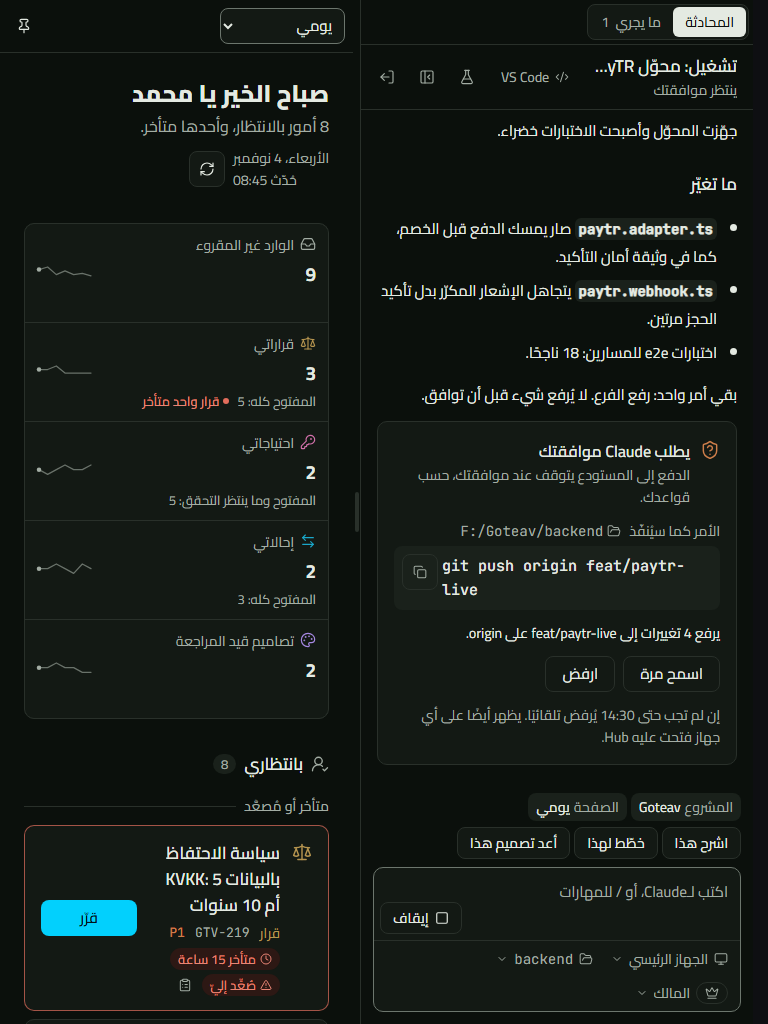 المحادثة
ما يجري 1
تشغيل: محوّل yTR...
ينتظر موافقتك
VS Code
جهّزت المحوّل وأصبحت الاختبارات خضراء.
ما تغيّر
paytr.adapter.ts صار يمسك الدفع قبل الخصم،
كما في وثيقة أمان التأكيد.
paytr.webhook.ts يتجاهل الإشعار المكرّر بدل تأكيد
الحجز مرتين.
اختبارات e2e للمسارين: 18 ناجحًا.
بقي أمر واحد: رفع الفرع. لا يُرفع شيء قبل أن توافق.
يطلب Claude موافقتك
الدفع إلى المستودع يتوقف عند موافقتك، حسب
قواعدك.
الأمر كما سيُنفَّذ F:/Goteav/backend
git push origin feat/paytr-
live
يرفع 4 تغييرات إلى feat/paytr-live على origin.
اسمح مرة
ارفض
إن لم تجب حتى 14:30 يُرفض تلقائيًا. يظهر أيضًا على أي
جهاز فتحت عليه Hub.
المشروع Goteav
الصفحة يومي
اشرح هذا
خطّط لهذا
أعد تصميم هذا
اكتب لـClaude، أو / للمهارات
إيقاف
الجهاز الرئيسي
backend
المالك
يومي
صباح الخير يا محمد
8 أمور بالانتظار، وأحدها متأخر.
الأربعاء، 4 نوفمبر
حُدّث 08:45
الوارد غير المقروء
9
قراراتي
3
المفتوح كله: 5 • قرار واحد متأخر
احتياجاتي
2
المفتوح وما ينتظر التحقق: 5
إحالاتي
2
المفتوح كله: 3
تصاميم قيد المراجعة
2
بانتظاري 8
متأخر أو مُصعَّد
سياسة الاحتفاظ
بالبيانات KVKK: 5
أم 10 سنوات
قرار GTV-219 P1
متأخر 15 ساعة
صُعِّد إليّ
قرّر